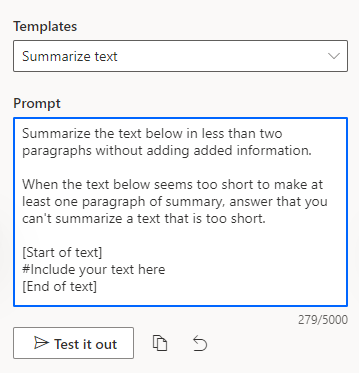 Templates
Summarize text
Prompt
Summarize the text below in less than two
paragraphs without adding added information.
When the text below seems too short to make at
least one paragraph of summary, answer that you
can't summarize a text that is too short.
[Start of text]
#Include your text here
[End of text]
279/5000
Test it out